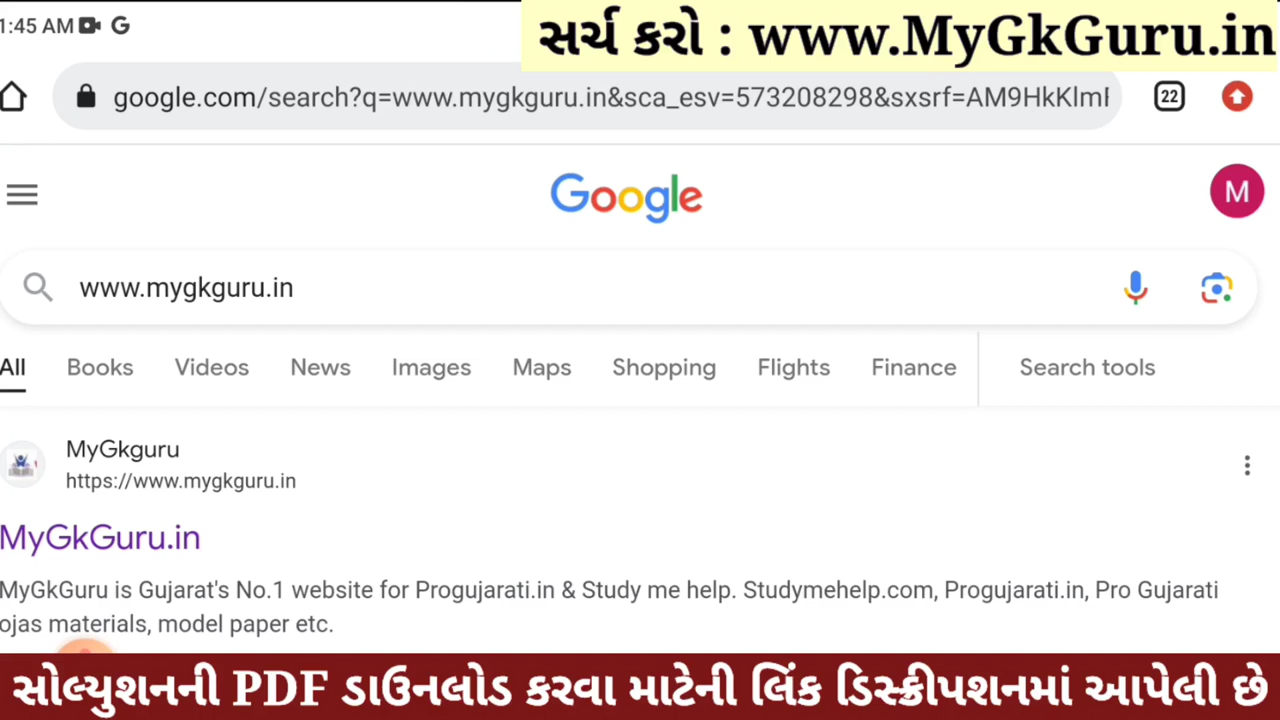 1:45 AM G
સર્ચ કરો : www.MyGkGuru.in
google.com/search?q=www.mygkguru.in&sca_esv=573208298&sxsrf=AM9HkKlm
22
Google
M
www.mygkguru.in
All Books Videos News Images Maps Shopping Flights Finance Search tools
MyGkguru
https://www.mygkguru.in
MyGkGuru.in
MyGkGuru is Gujarat's No.1 website for Progujarati.in & Study me help. Studymehelp.com, Progujarati.in, Pro Gujarati
ojas materials, model paper etc.
સોલ્યુશનની PDF ડાઉનલોડ કરવા માટેની લિંક ડિસ્ક્રીપશનમાં આપેલી છે